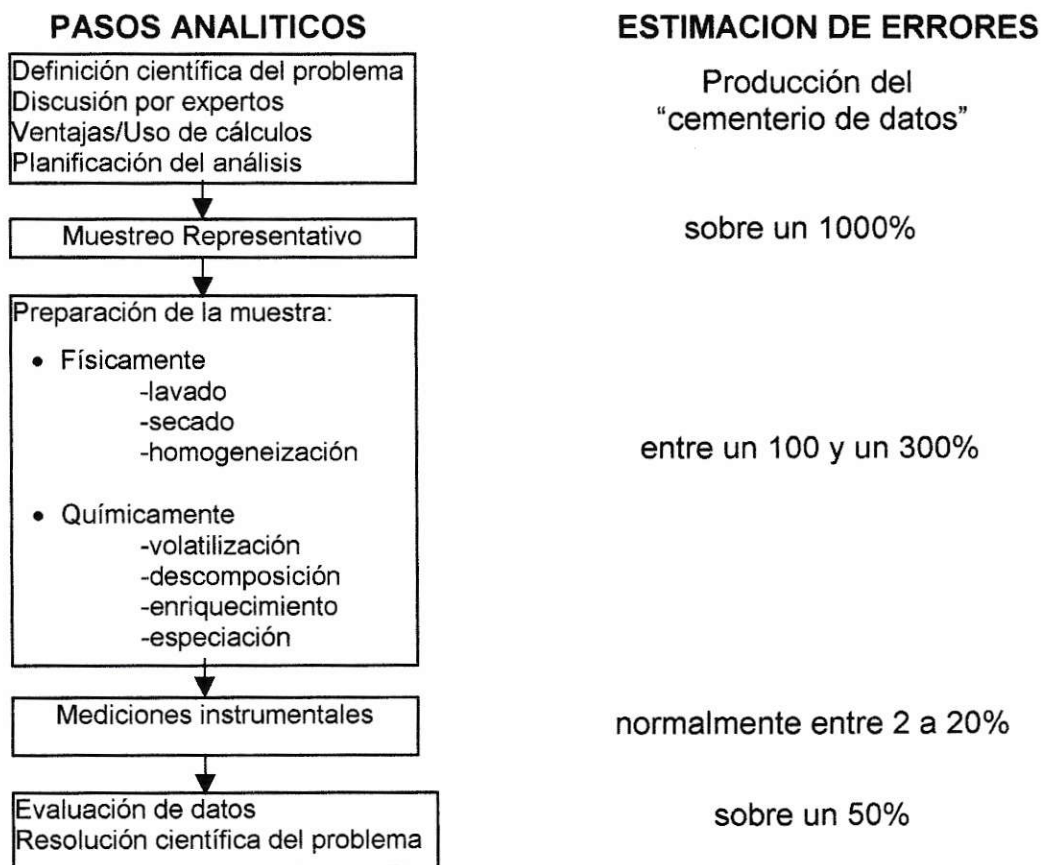 PASOS ANALITICOS
ESTIMACION DE ERRORES
Definición científica del problema
Discusión por expertos
Ventajas/Uso de cálculos
Planificación del análisis
Producción del
“cementerio de datos”
Muestreo Representativo
sobre un 1000%
Preparación de la muestra:
• Físicamente
-lavado
-secado
-homogeneización
entre un 100 y un 300%
• Químicamente
-volatilización
-descomposición
-enriquecimiento
-especiación
Mediciones instrumentales
normalmente entre 2 a 20%
Evaluación de datos
Resolución científica del problema
sobre un 50%